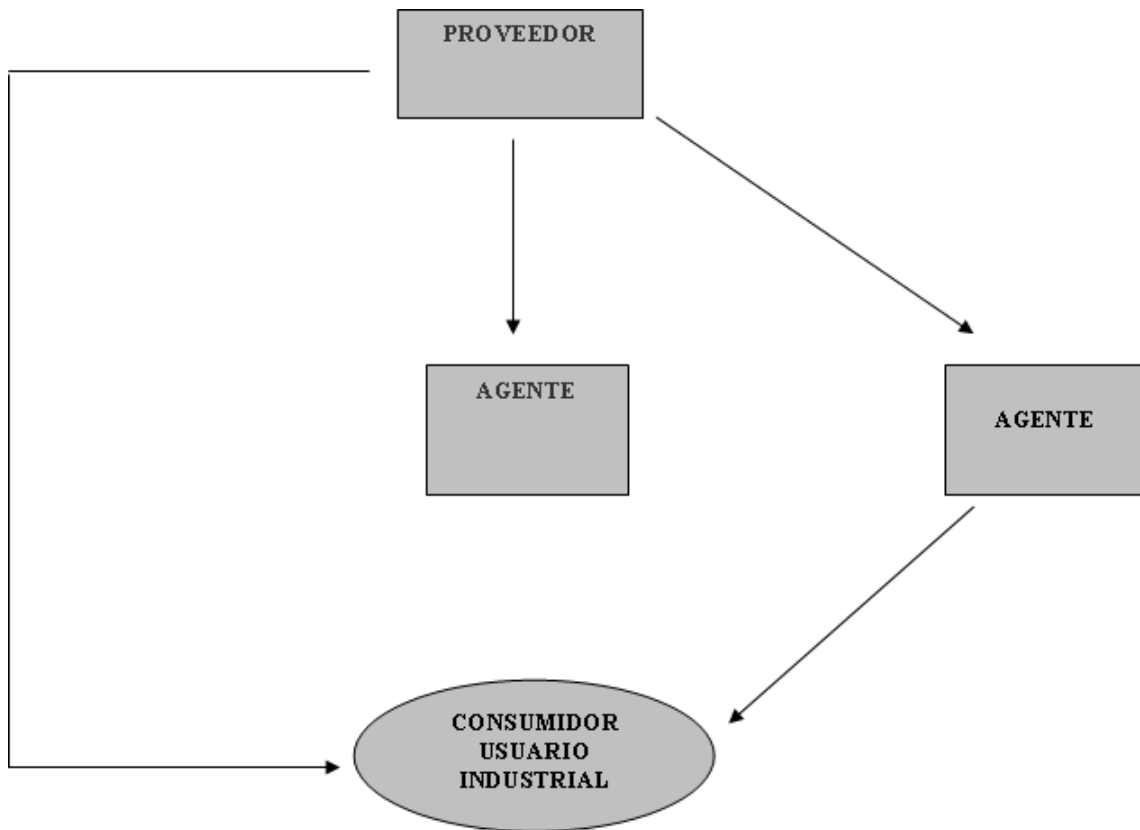 PROVEEDOR
AGENTE
AGENTE
CONSUMIDOR
USUARIO
INDUSTRIAL